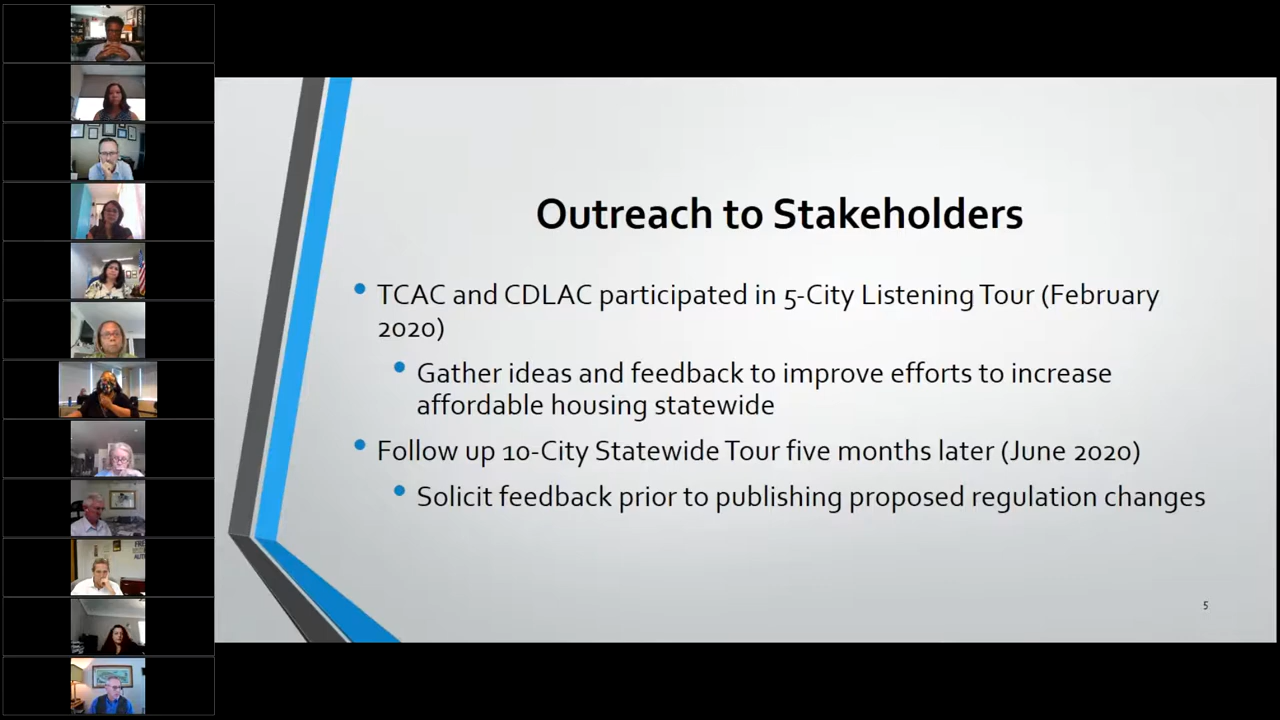 Outreach to Stakeholders
• TCAC and CDLAC participated in 5-City Listening Tour (February
2020)
• Gather ideas and feedback to improve efforts to increase
affordable housing statewide
• Follow up 10-City Statewide Tour five months later (June 2020)
• Solicit feedback prior to publishing proposed regulation changes
5